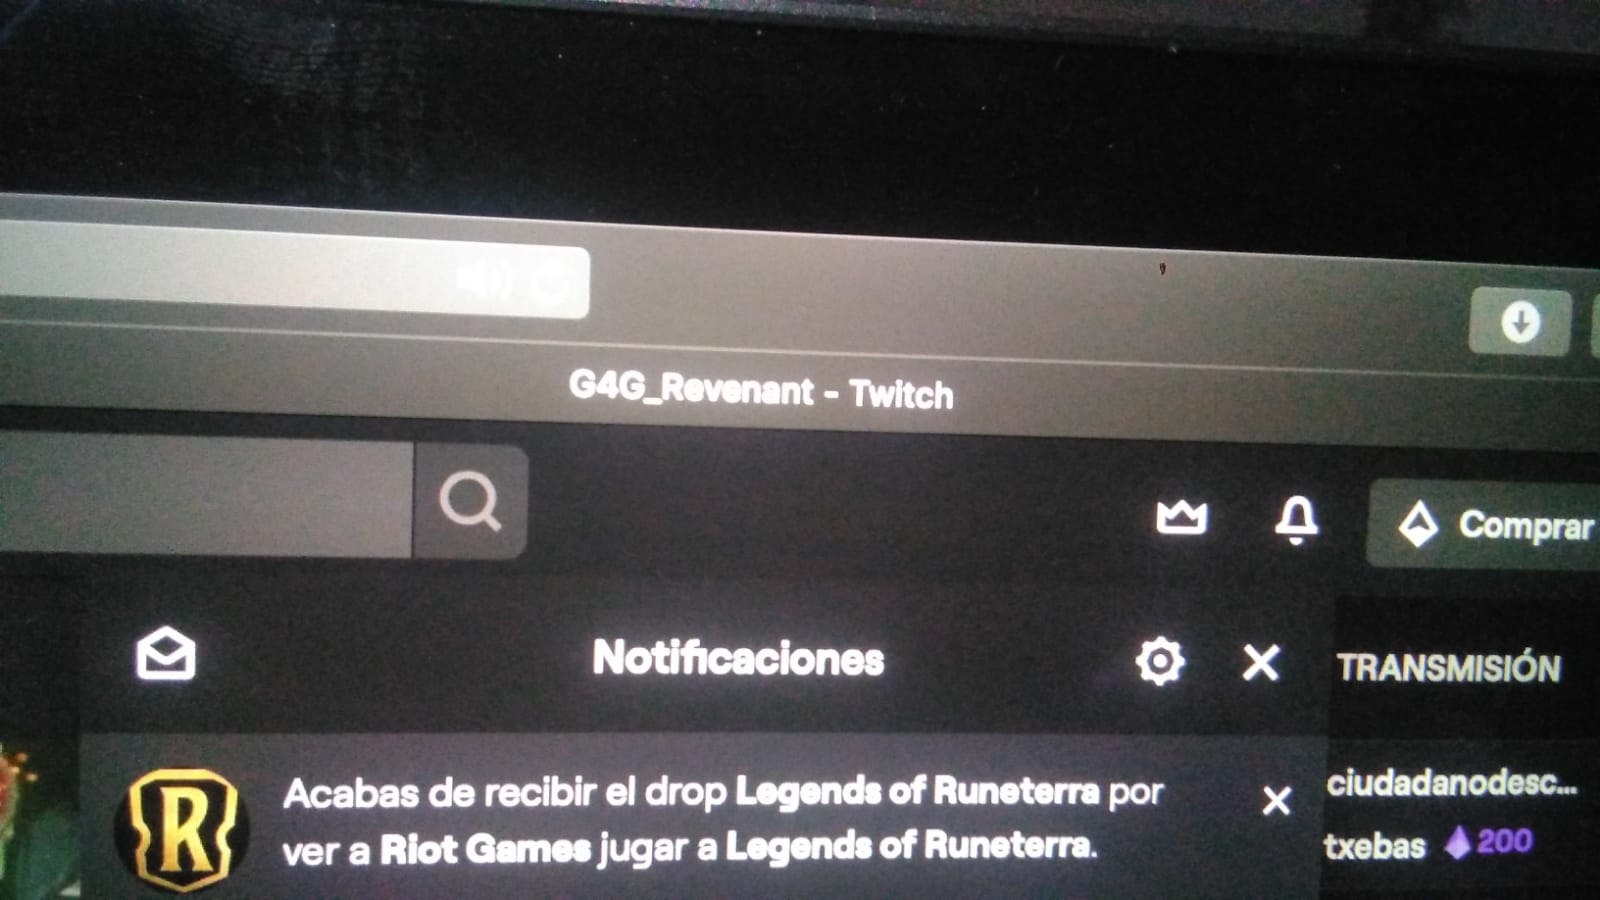 G4G_Revenant - Twitch
Comprar
Notificaciones
TRANSMISIÓN
Acabas de recibir el drop Legends of Runeterra por
ver a Riot Games jugar a Legends of Runeterra.
ciudadanodesc...
txebas 200
R